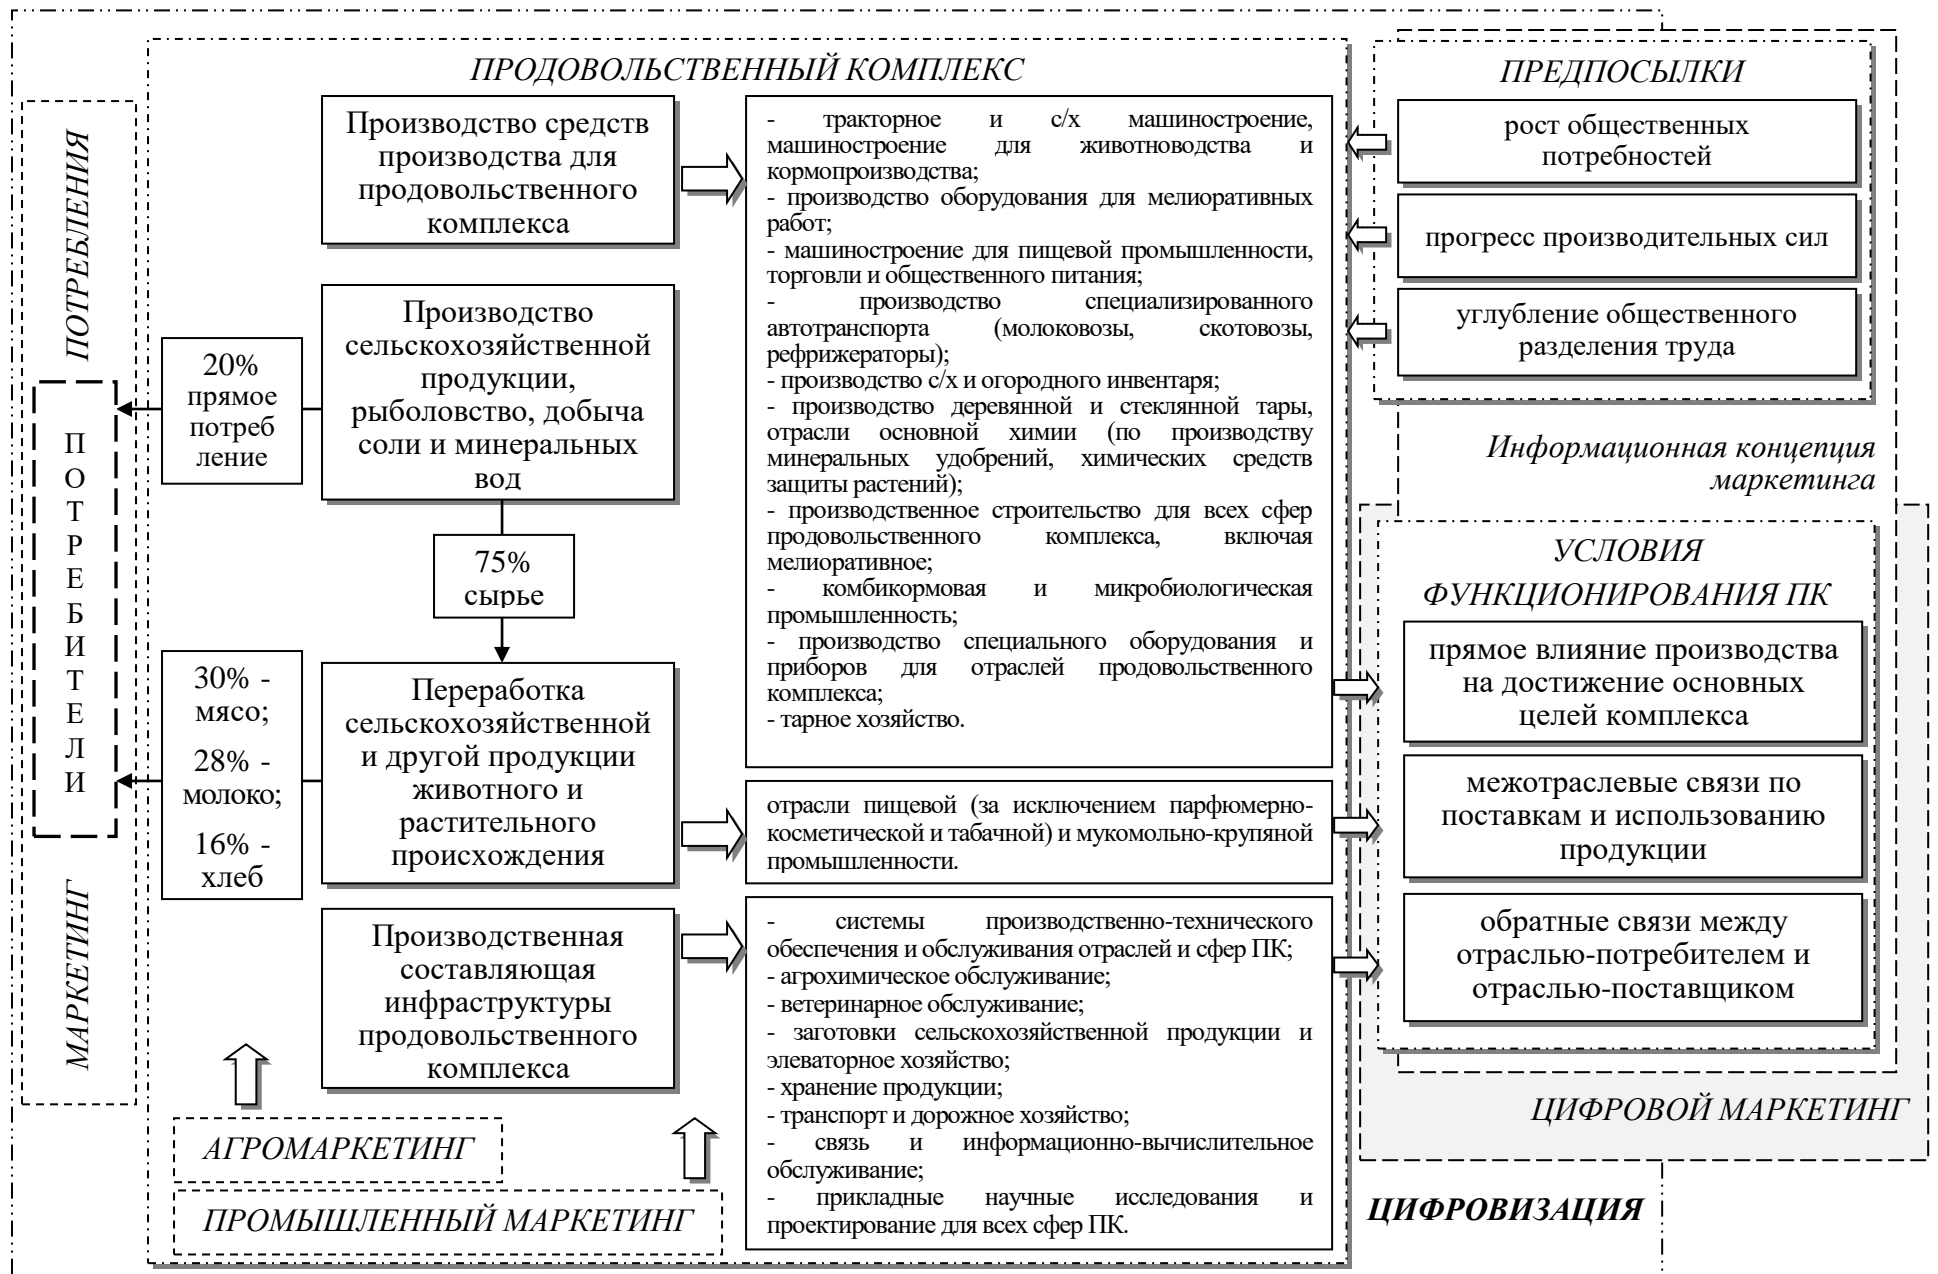 ПРОДОВОЛЬСТВЕННЫЙ КОМПЛЕКС
МАРКЕТИНГ ПОТРЕБЛЕНИЯ
ПОТРЕБИТЕЛИ
Производство средств
производства для
продовольственного
комплекса
Производство
сельскохозяйственной
продукции,
рыболовство, добыча
соли и минеральных
вод
20%
прямое
потреб
ление
75%
сырье
Переработка
сельскохозяйственной
и другой продукции
животного и
растительного
происхождения
30% -
мясо;
28% -
молоко;
16% -
хлеб
Производственная
составляющая
инфраструктуры
продовольственного
комплекса
АГРОМАРКЕТИНГ
ПРОМЫШЛЕННЫЙ МАРКЕТИНГ
- тракторное и с/х машиностроение,
машиностроение для животноводства и
кормопроизводства;
- производство оборудования для мелиоративных
работ;
- машиностроение для пищевой промышленности,
торговли и общественного питания;
- производство специализированного
автотранспорта (молоковозы, скотовозы,
рефрижераторы);
- производство с/х и огородного инвентаря;
- производство деревянной и стеклянной тары,
отрасли основной химии (по производству
минеральных удобрений, химических средств
защиты растений);
- производственное строительство для всех сфер
продовольственного комплекса, включая
мелиоративное;
- комбикормовая и микробиологическая
промышленность;
- производство специального оборудования и
приборов для отраслей продовольственного
комплекса;
- тарное хозяйство.
отрасли пищевой (за исключением парфюмерно-
косметической и табачной) и мукомольно-крупяной
промышленности.
- системы производственно-технического
обеспечения и обслуживания отраслей и сфер ПК;
- агрохимическое обслуживание;
- ветеринарное обслуживание;
- заготовки сельскохозяйственной продукции и
элеваторное хозяйство;
- хранение продукции;
- транспорт и дорожное хозяйство;
- связь и информационно-вычислительное
обслуживание;
- прикладные научные исследования и
проектирование для всех сфер ПК.
ПРЕДПОСЫЛКИ
рост общественных
потребностей
прогресс производительных сил
углубление общественного
разделения труда
Информационная концепция
маркетинга
УСЛОВИЯ
ФУНКЦИОНИРОВАНИЯ ПК
прямое влияние производства
на достижение основных
целей комплекса
межотраслевые связи по
поставкам и использованию
продукции
обратные связи между
отраслью-потребителем и
отраслью-поставщиком
ЦИФРОВОЙ МАРКЕТИНГ
ЦИФРОВИЗАЦИЯ